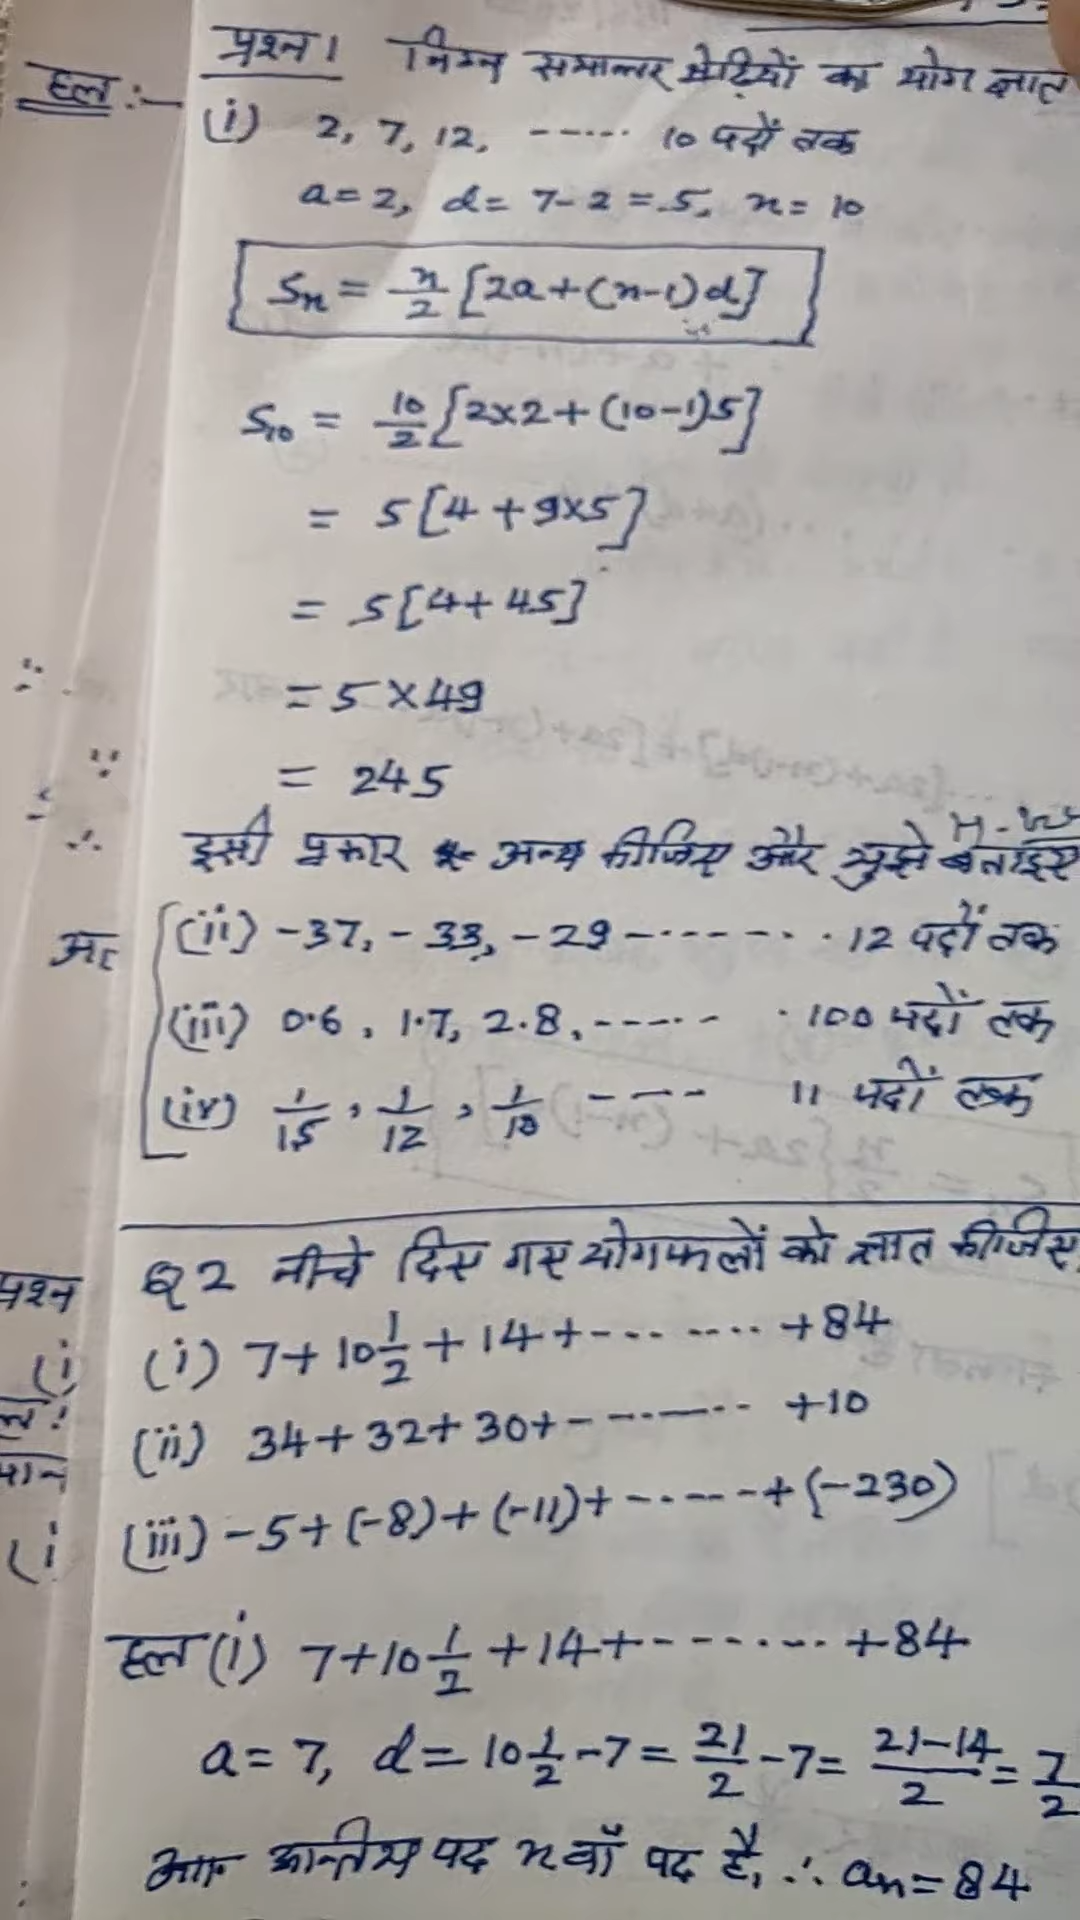 प्रश्न 1 निम्न समान्तर श्रेढ़ियों का योग ज्ञात
हल :-
(i) 2, 7, 12, ------ 10 पदों तक
a = 2, d = 7-2 = 5, n = 10
Sn = n/2 [2a+(n-1)d]
S10 = 10/2 [2×2+(10-1)5]
= 5[4+9×5]
= 5[4+45]
= 5×49
= 245
H.W
इसी प्रकार अन्य कीजिए और मुझे बताइए
(ii) -37, -33, -29 -------- 12 पदों तक
(iii) 0.6, 1.7, 2.8, ------ 100 पदों तक
(iv) 1/15, 1/12, 1/10 ---- 11 पदों तक
प्रश्न
Q2 नीचे दिए गए योगफलों को ज्ञात कीजिए
(i) 7+10 1/2+14+--------+84
(ii) 34+32+30+--------+10
(iii) -5+(-8)+(-11)+------+(-230)
हल (i) 7+10 1/2+14+--------+84
a = 7, d = 10 1/2-7 = 21/2-7 = 21-14/2 = 7/2
अन्तिम पद n वाँ पद है, ∴ an = 84